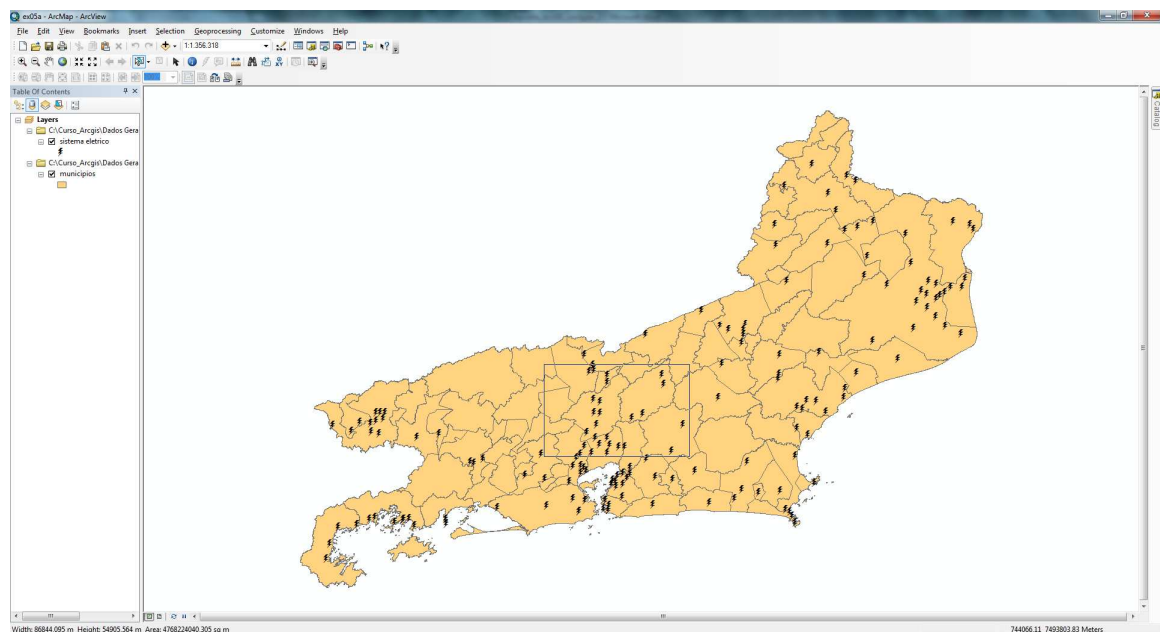 ex05a - ArcMap - ArcView
File Edit View Bookmarks Insert Selection Geoprocessing Customize Windows Help
1:1.356.318
Table Of Contents
Layers
C:\Curso_Arcgis\Dados Gera
sistema eletrico
C:\Curso_Arcgis\Dados Gera
municipios
Catalog
Width: 86844.095 m Height: 54905.564 m Area: 4768224040.305 sq m
744066.11 7493803.83 Meters